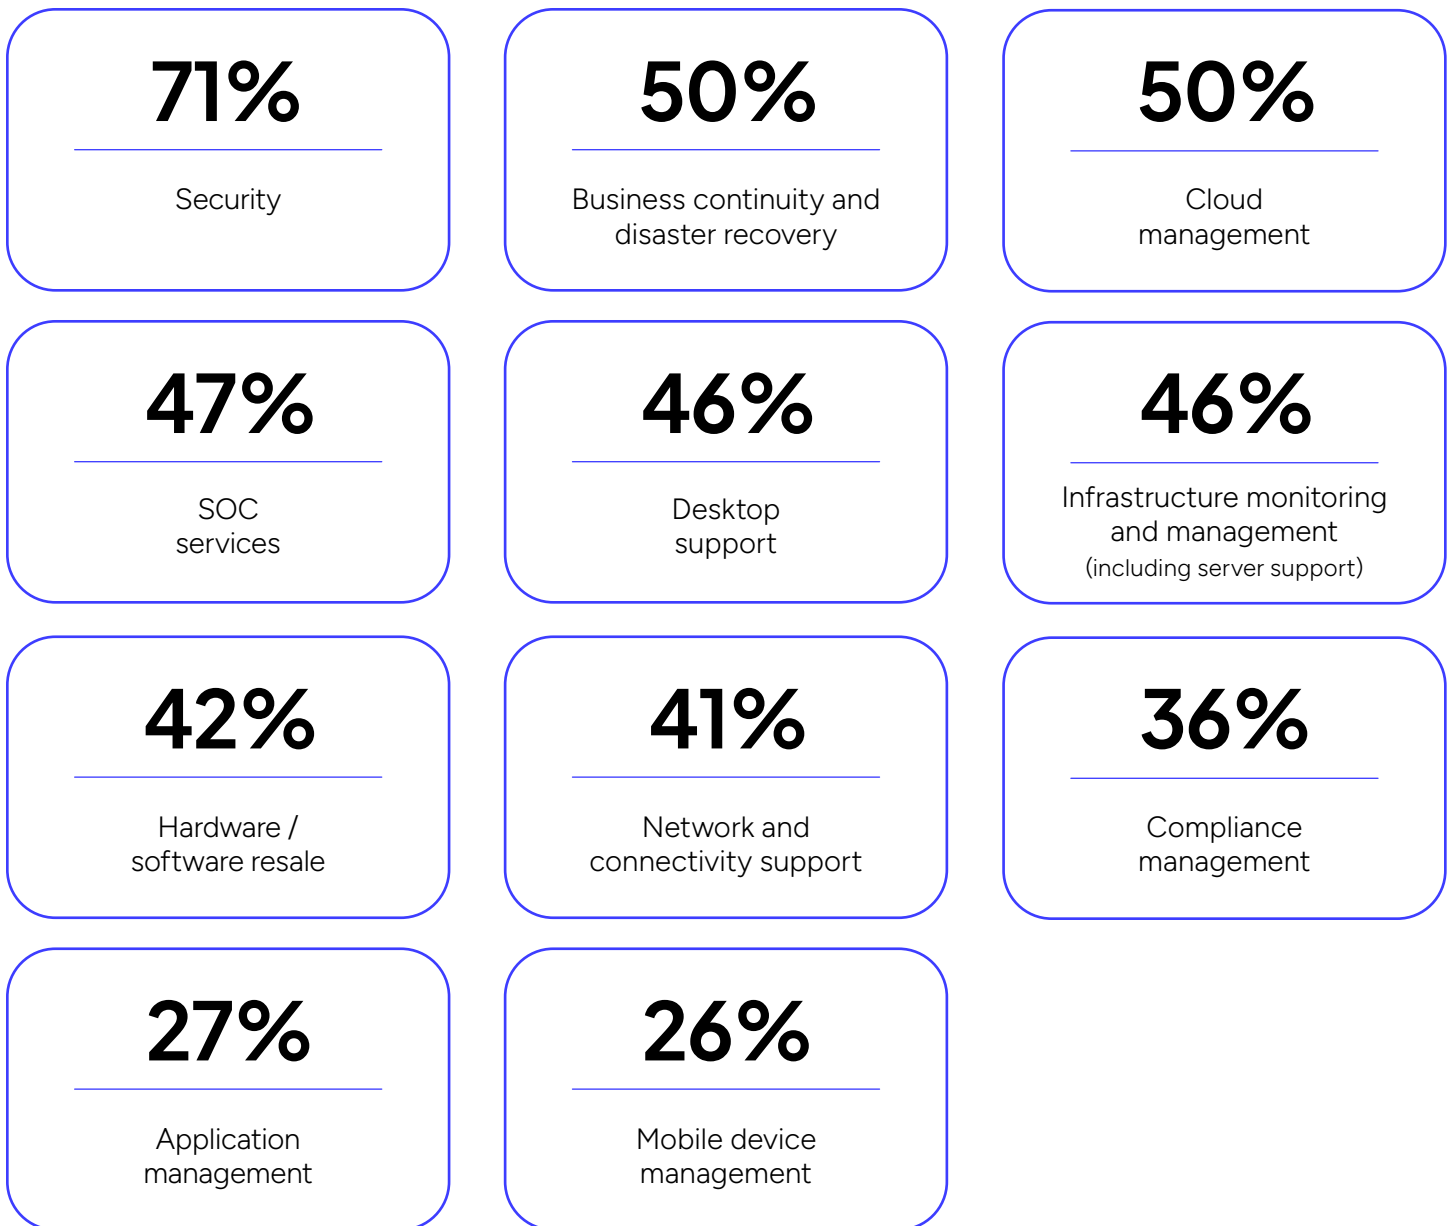 71%
Security
50%
Business continuity and
disaster recovery
50%
Cloud
management
47%
SOC
services
46%
Desktop
support
46%
Infrastructure monitoring
and management
(including server support)
42%
Hardware /
software resale
41%
Network and
connectivity support
36%
Compliance
management
27%
Application
management
26%
Mobile device
management